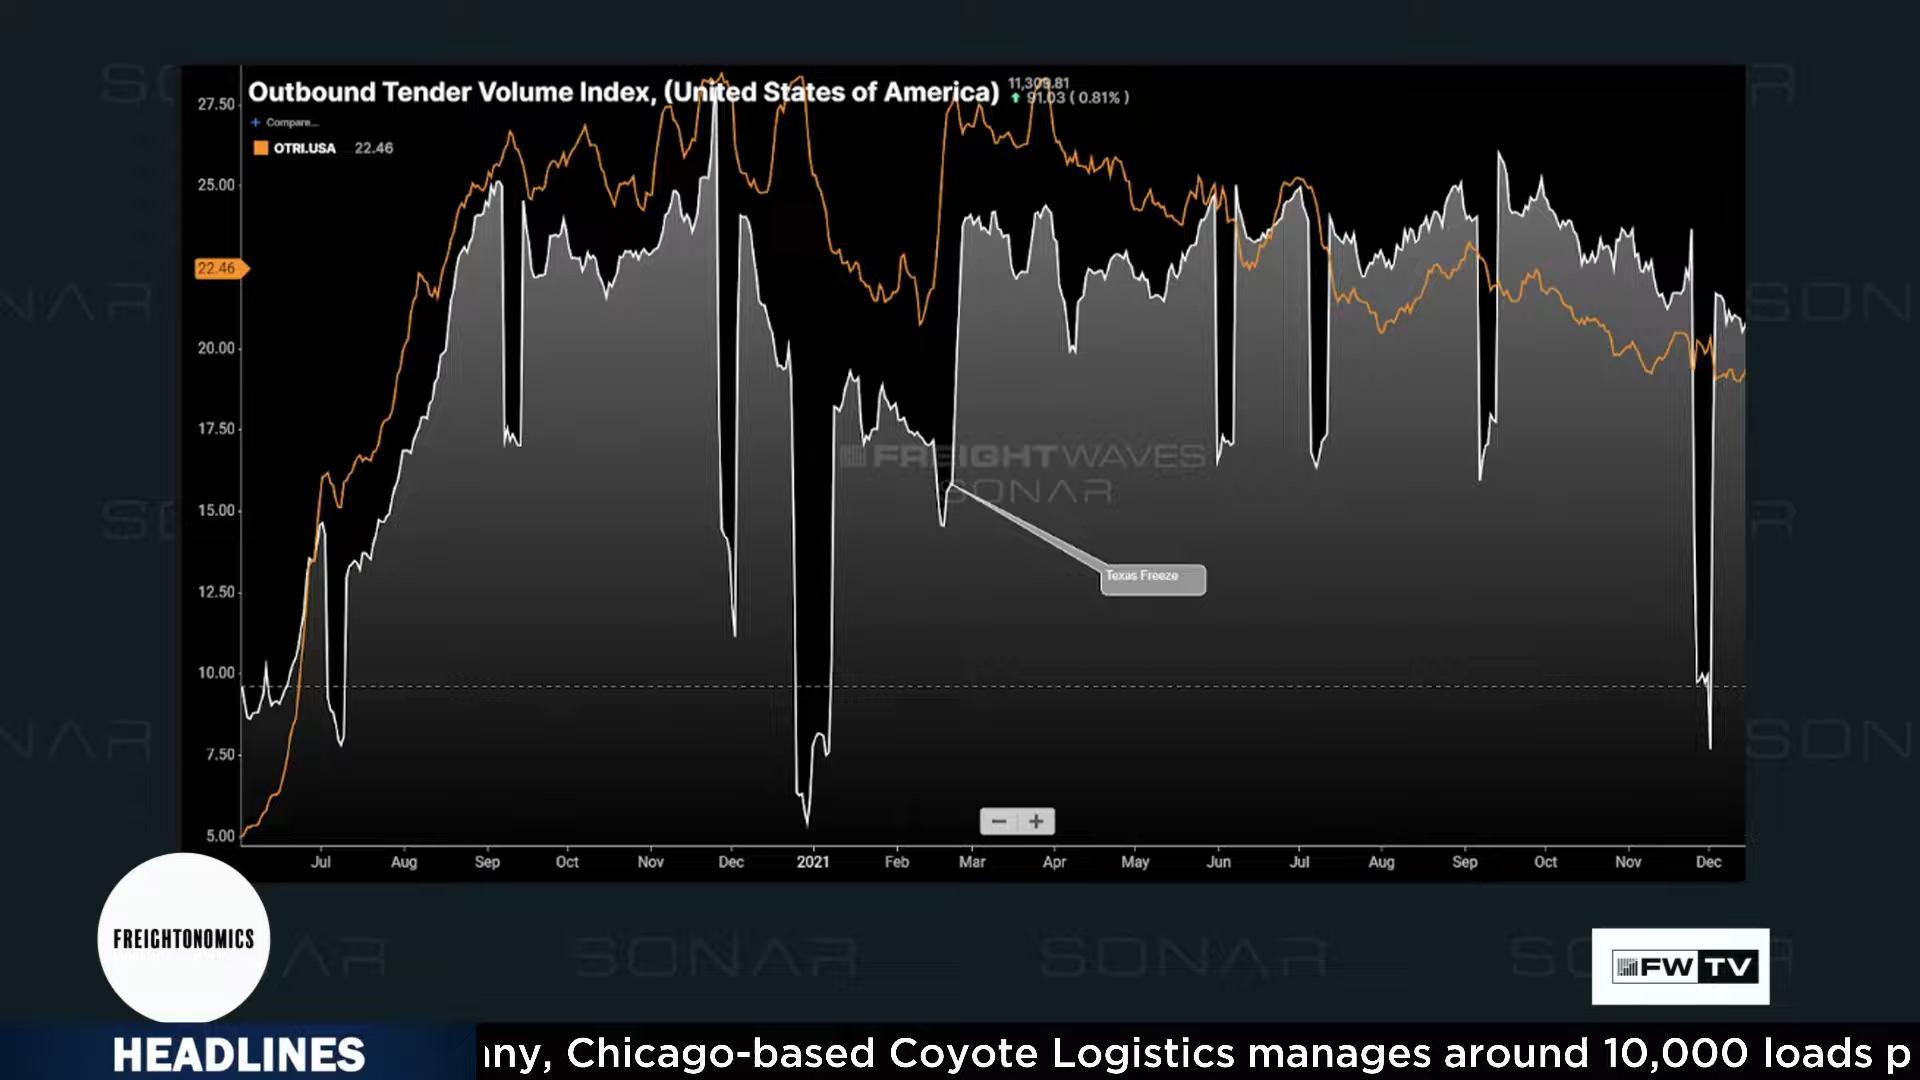 Outbound Tender Volume Index, (United States of America)
11,309.81
91.03 ( 0.81% )
+ Compare...
OTRI.USA 22.46
27.50
25.00
22.46
20.00
17.50
15.00
12.50
10.00
7.50
5.00
FREIGHTWAVES
SONAR
Texas Freeze
− +
Jul Aug Sep Oct Nov Dec 2021 Feb Mar Apr May Jun Jul Aug Sep Oct Nov Dec
FREIGHTONOMICS
SONAR
SONAR
FW TV
HEADLINES
ny, Chicago-based Coyote Logistics manages around 10,000 loads p